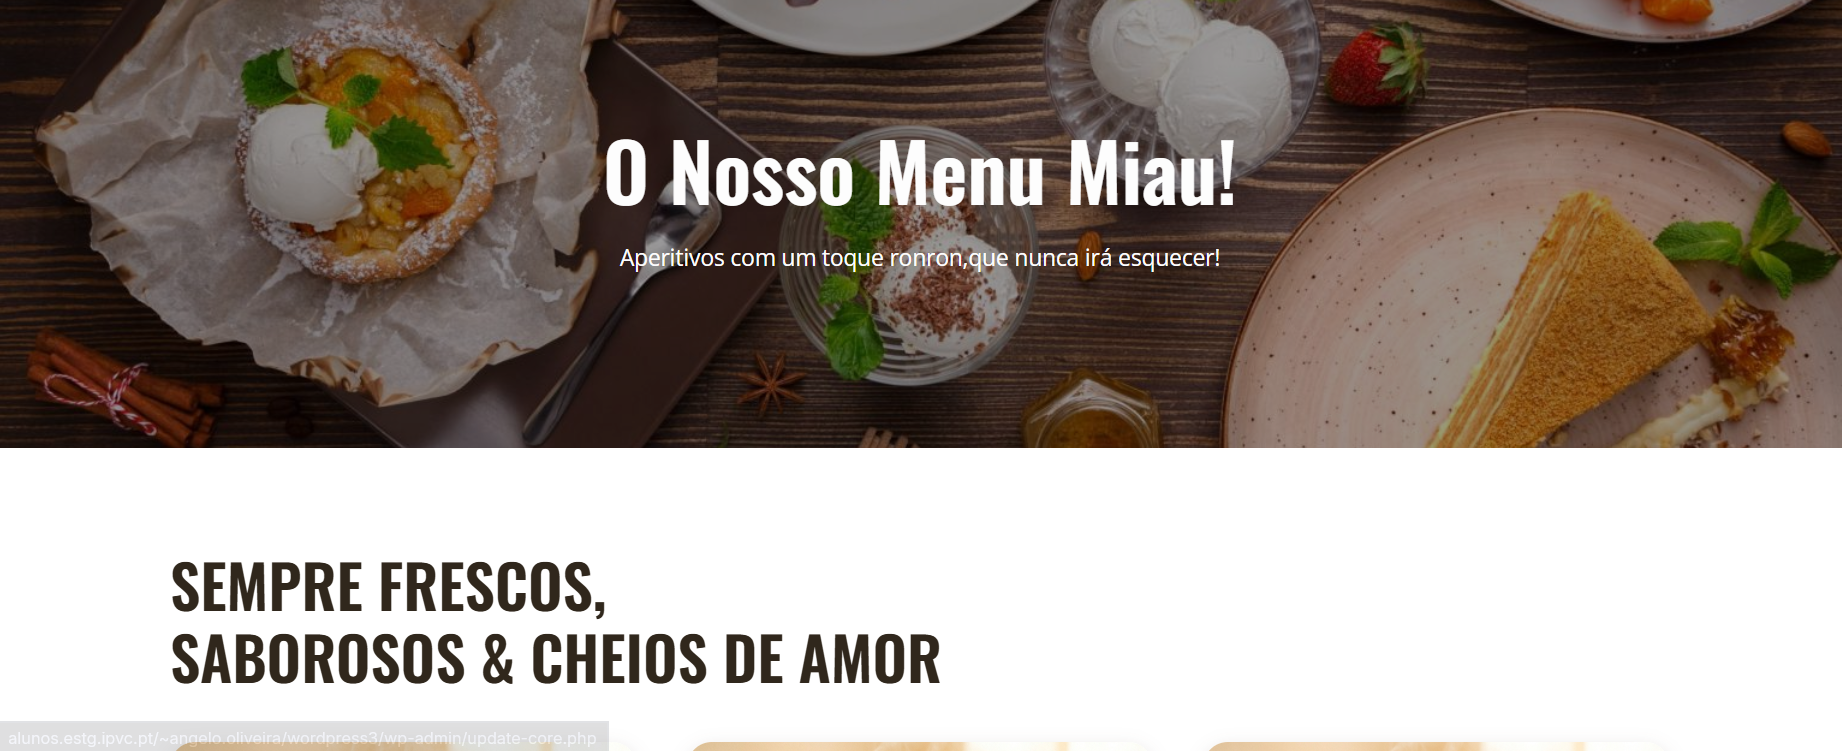 O Nosso Menu Miau!
Aperitivos com um toque ronron,que nunca irá esquecer!
SEMPRE FRESCOS,
SABOROSOS & CHEIOS DE AMOR
alunos.estg.ipvc.pt/~angelo.oliveira/wordpress3/wp-admin/update-core.php